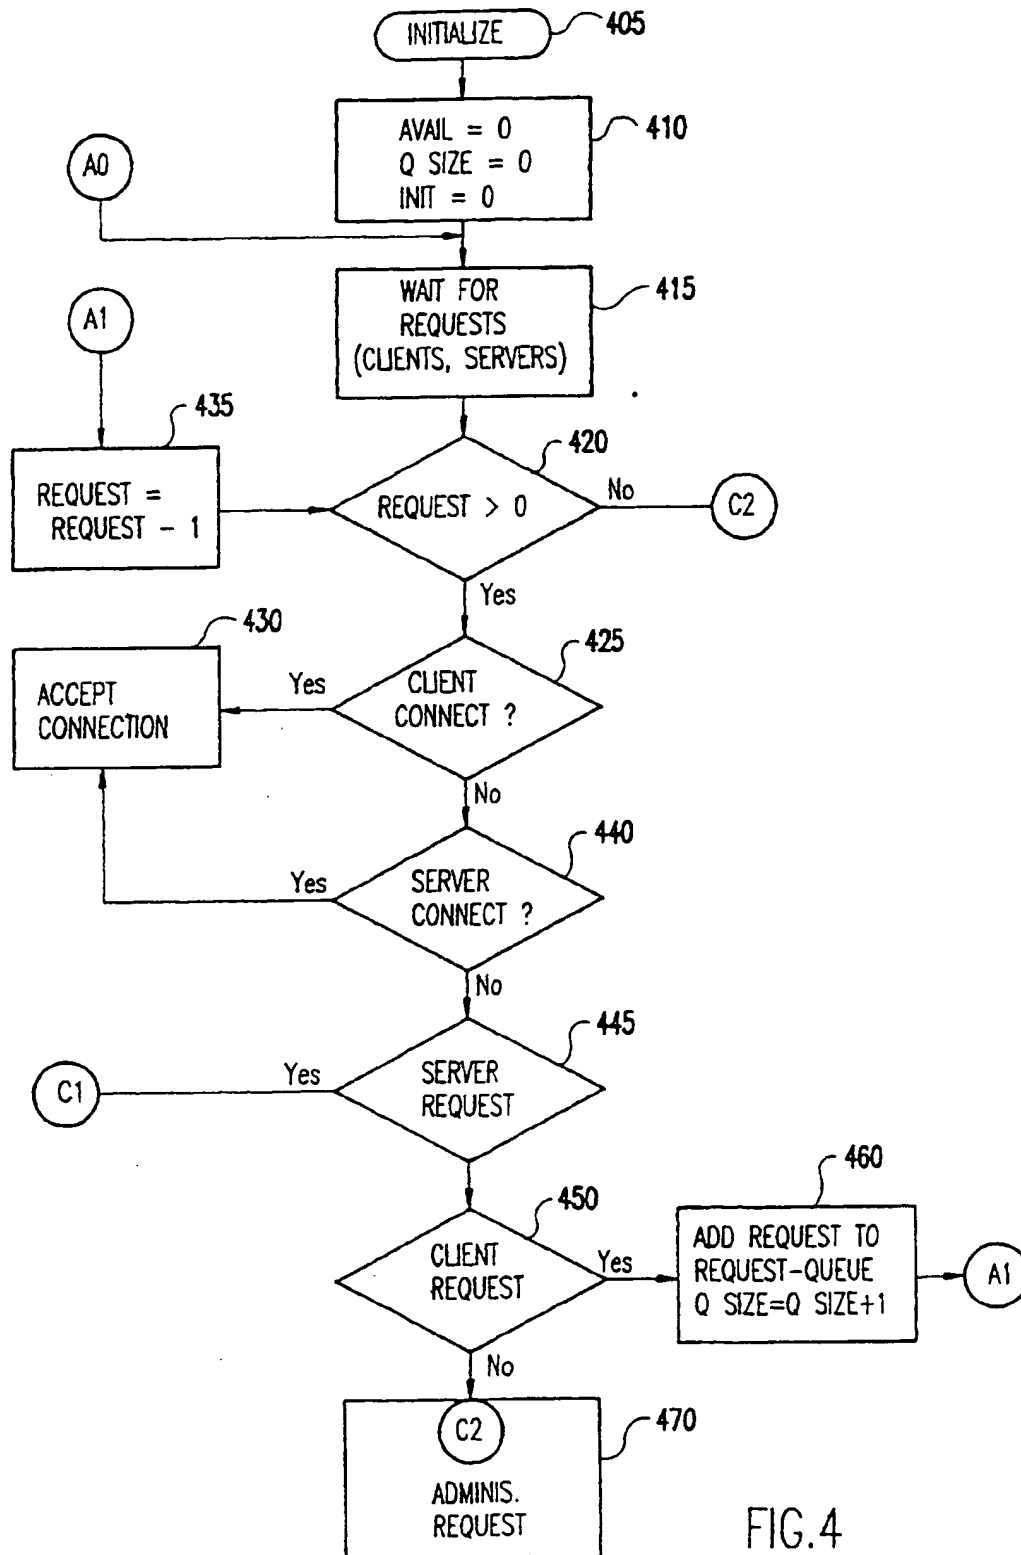 INITIALIZE
405
AVAIL = 0
Q SIZE = 0
INIT = 0
410
A0
WAIT FOR
REQUESTS
(CLIENTS, SERVERS)
415
A1
435
REQUEST =
REQUEST - 1
420
REQUEST > 0
No
C2
Yes
430
ACCEPT
CONNECTION
425
Yes
CLIENT
CONNECT ?
No
440
Yes
SERVER
CONNECT ?
No
445
C1
Yes
SERVER
REQUEST
450
CLIENT
REQUEST
Yes
460
ADD REQUEST TO
REQUEST-QUEUE
Q SIZE=Q SIZE+1
A1
No
C2
470
ADMINIS.
REQUEST
FIG.4